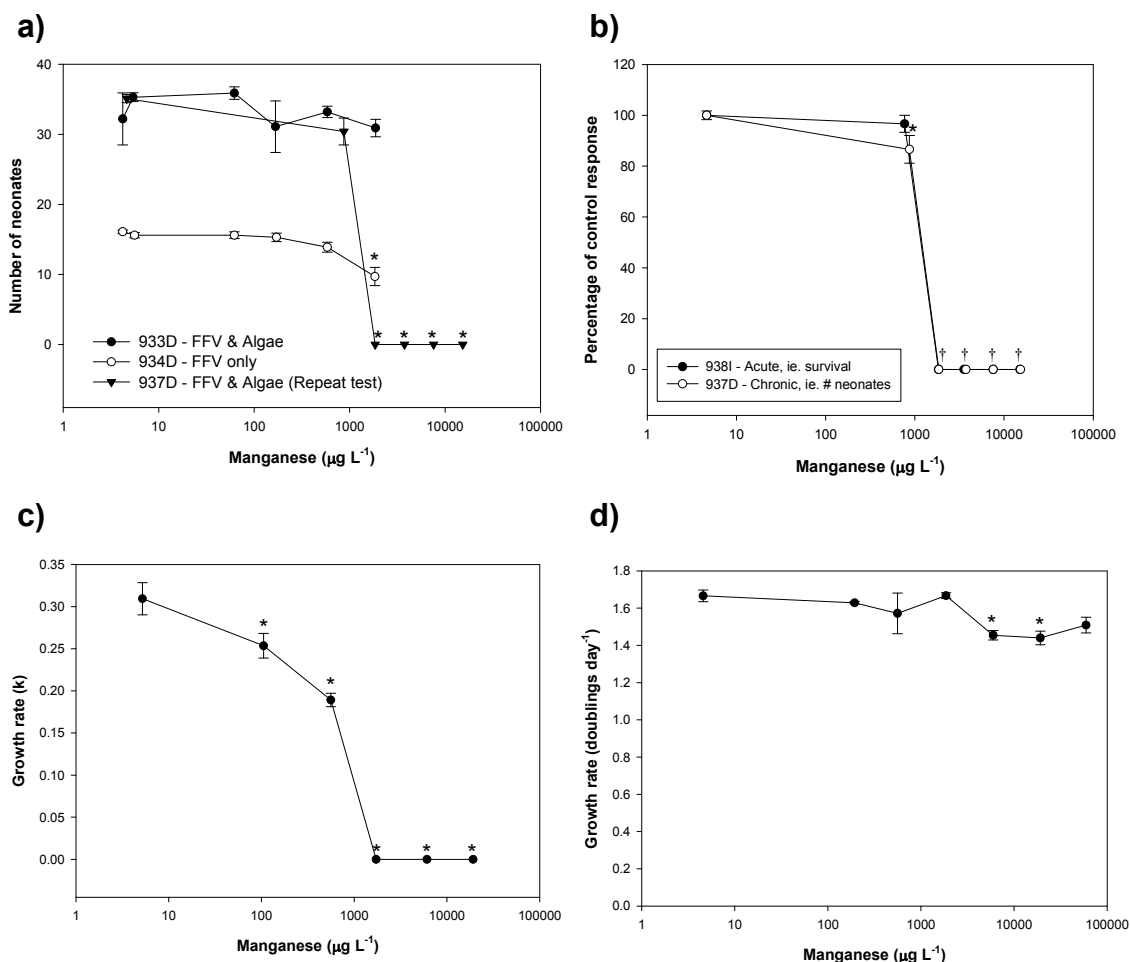 a)
40
30
20
10
0
Number of neonates
* * * * *
933D - FFV & Algae
934D - FFV only
937D - FFV & Algae (Repeat test)
1 10 100 1000 10000 100000
Manganese (µg L-1)
b)
120
100
80
60
40
20
0
Percentage of control response
*
† † † †
938I - Acute, ie. survival
937D - Chronic, ie. # neonates
1 10 100 1000 10000 100000
Manganese (µg L-1)
c)
0.35
0.30
0.25
0.20
0.15
0.10
0.05
0.00
Growth rate (k)
* * * * *
1 10 100 1000 10000 100000
Manganese (µg L-1)
d)
1.8
1.6
1.4
1.2
1.0
0.8
0.6
0.4
0.2
0.0
Growth rate (doublings day-1)
* *
1 10 100 1000 10000 100000
Manganese (µg L-1)